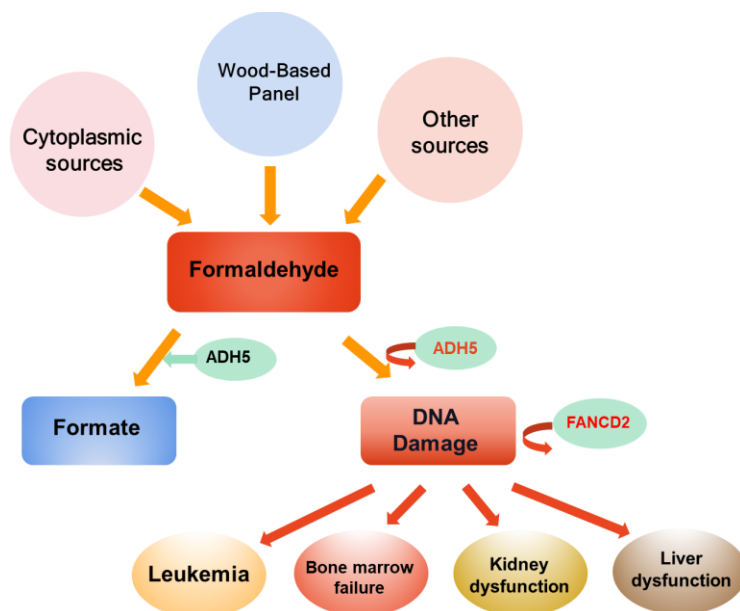 Wood-Based
Panel
Cytoplasmic
sources
Other
sources
Formaldehyde
ADH5
ADH5
Formate
DNA
Damage
FANCD2
Leukemia
Bone marrow
failure
Kidney
dysfunction
Liver
dysfunction